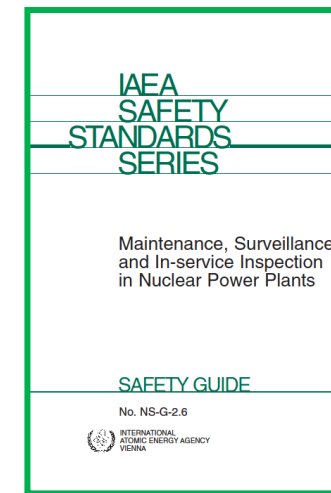 IAEA
SAFETY
STANDARDS
SERIES
Maintenance, Surveillance
and In-service Inspection
in Nuclear Power Plants
SAFETY GUIDE
No. NS-G-2.6
INTERNATIONAL
ATOMIC ENERGY AGENCY
VIENNA